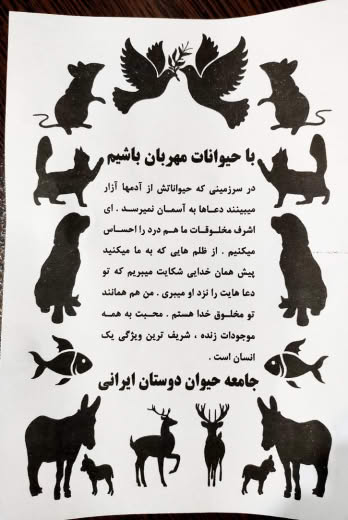 با حیوانات مهربان باشیم
در سرزمینی که حیواناتش از آدمها آزار
میبینند دعاها به آسمان نمیرسد . ای
اشرف مخلوقات ما هم درد را احساس
میکنیم . از ظلم هایی که به ما میکنید
پیش همان خدایی شکایت میبریم که تو
دعا هایت را نزد او میبری . من هم همانند
تو مخلوق خدا هستم . محبت به همه
موجودات زنده ، شریف ترین ویژگی یک
انسان است .
جامعه حیوان دوستان ایرانی